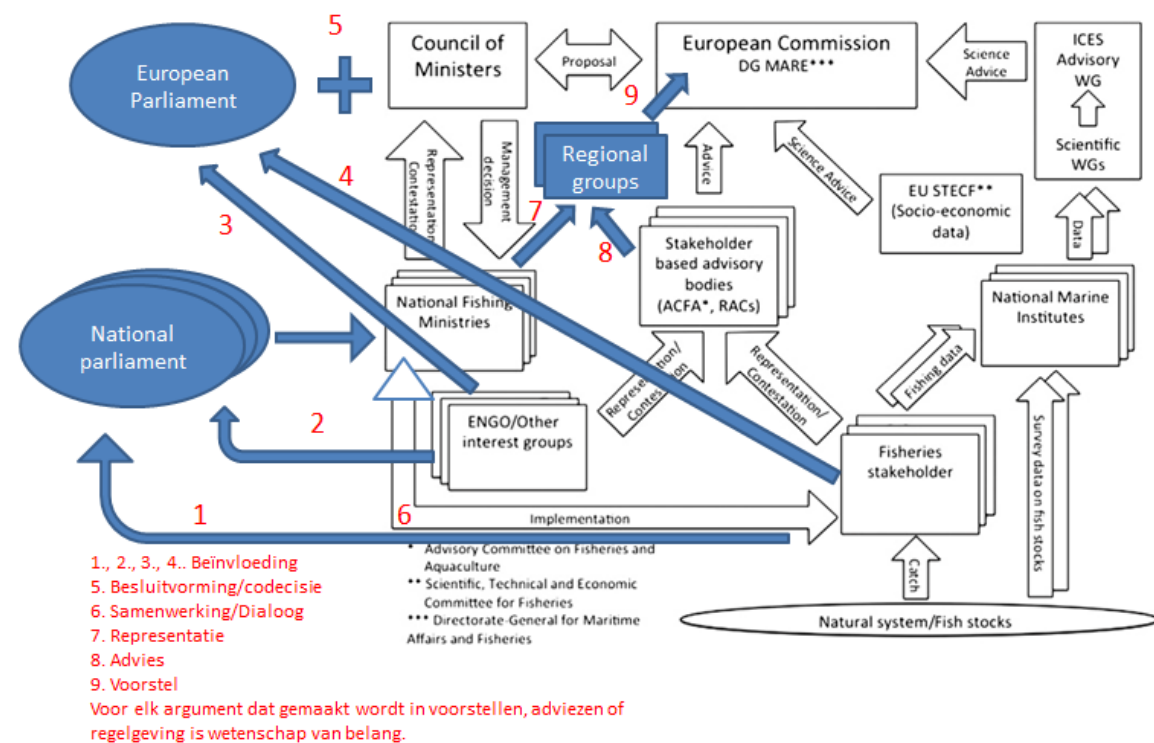 5
European
Parliament
Council of
Ministers
Proposal
European Commission
DG MARE***
Science
Advice
ICES
Advisory
WG
Scientific
WGs
9
Regional
groups
Representation/
Contestation
Management
decision
Advice
Science Advice
EU STECF**
(Socio-economic
data)
Data
4
3
7
8
Stakeholder
based advisory
bodies
(ACFA*, RACs)
National Fishing
Ministries
National Marine
Institutes
National
parliament
Fishing data
Representation/
Contestation
Representation/
Contestation
2
ENGO/Other
interest groups
Fisheries
stakeholder
Survey data on fish stocks
1
6
Implementation
Catch
Natural system/Fish stocks
* Advisory Committee on Fisheries and
Aquaculture
** Scientific, Technical and Economic
Committee for Fisheries
*** Directorate-General for Maritime
Affairs and Fisheries
1., 2., 3., 4.. Beïnvloeding
5. Besluitvorming/codecisie
6. Samenwerking/Dialoog
7. Representatie
8. Advies
9. Voorstel
Voor elk argument dat gemaakt wordt in voorstellen, adviezen of
regelgeving is wetenschap van belang.